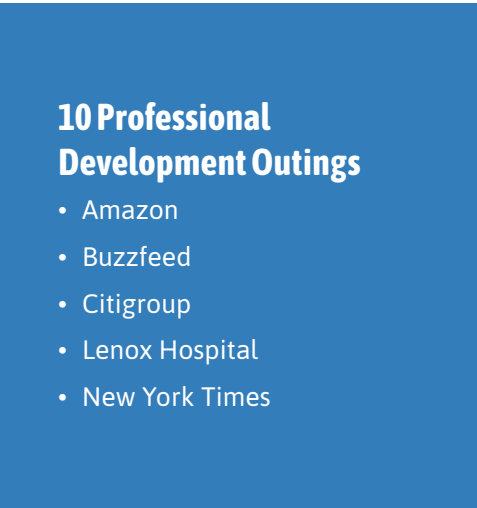 10 Professional
Development Outings
• Amazon
• Buzzfeed
• Citigroup
• Lenox Hospital
• New York Times